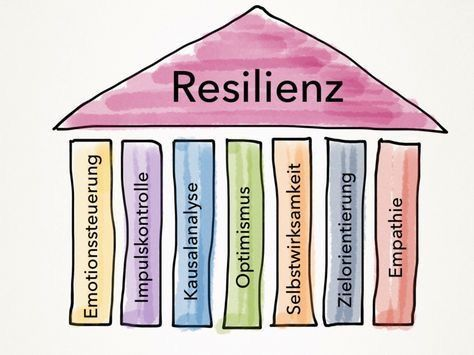 Resilienz
Emotionssteuerung
Impulskontrolle
Kausalanalyse
Optimismus
Selbstwirksamkeit
Zielorientierung
Empathie